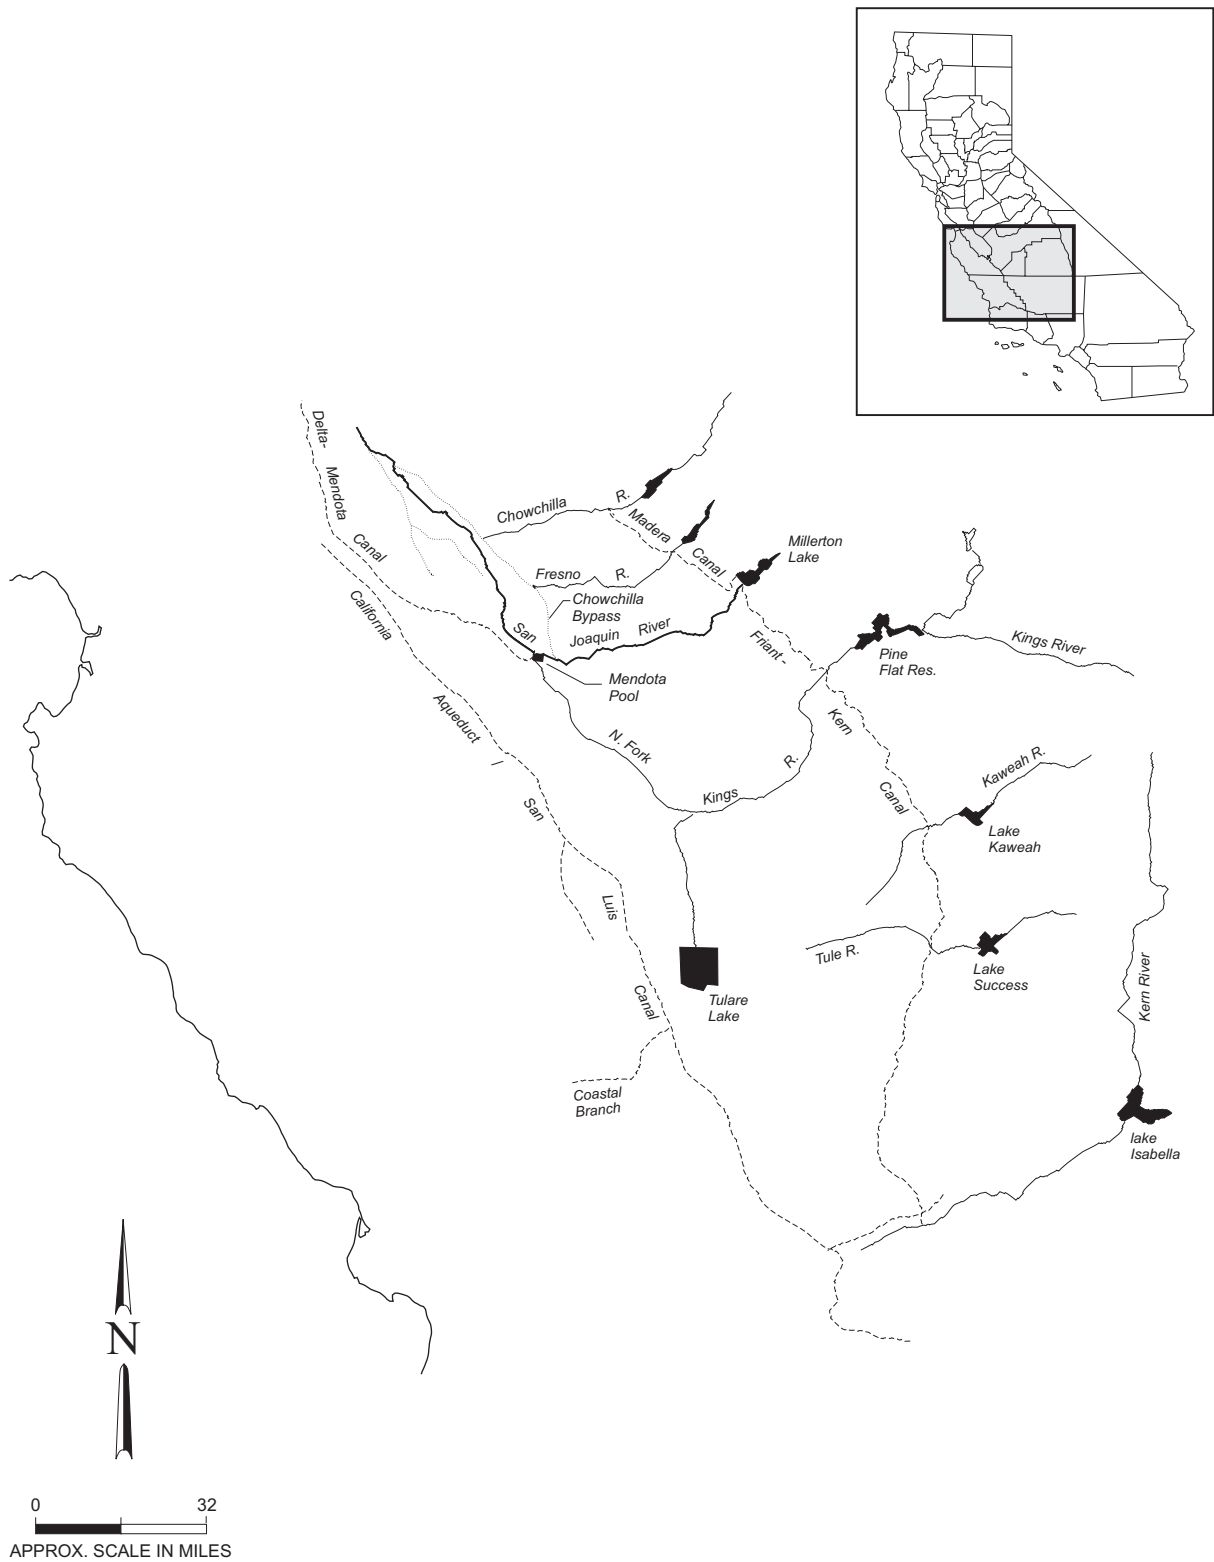 Delta-
Mendota
Canal
Chowchilla
R.
Madera
Canal
Millerton
Lake
Fresno
R.
Chowchilla
Bypass
San
Joaquin
River
California
Friant-
Kings River
Pine
Flat Res.
Mendota
Pool
Aqueduct
/
San
N. Fork
Kings
R.
Kern
Canal
Kaweah R.
Lake
Kaweah
Luis
Canal
Tule R.
Lake
Success
Tulare
Lake
Kern River
Coastal
Branch
lake
Isabella
N
0
32
APPROX. SCALE IN MILES